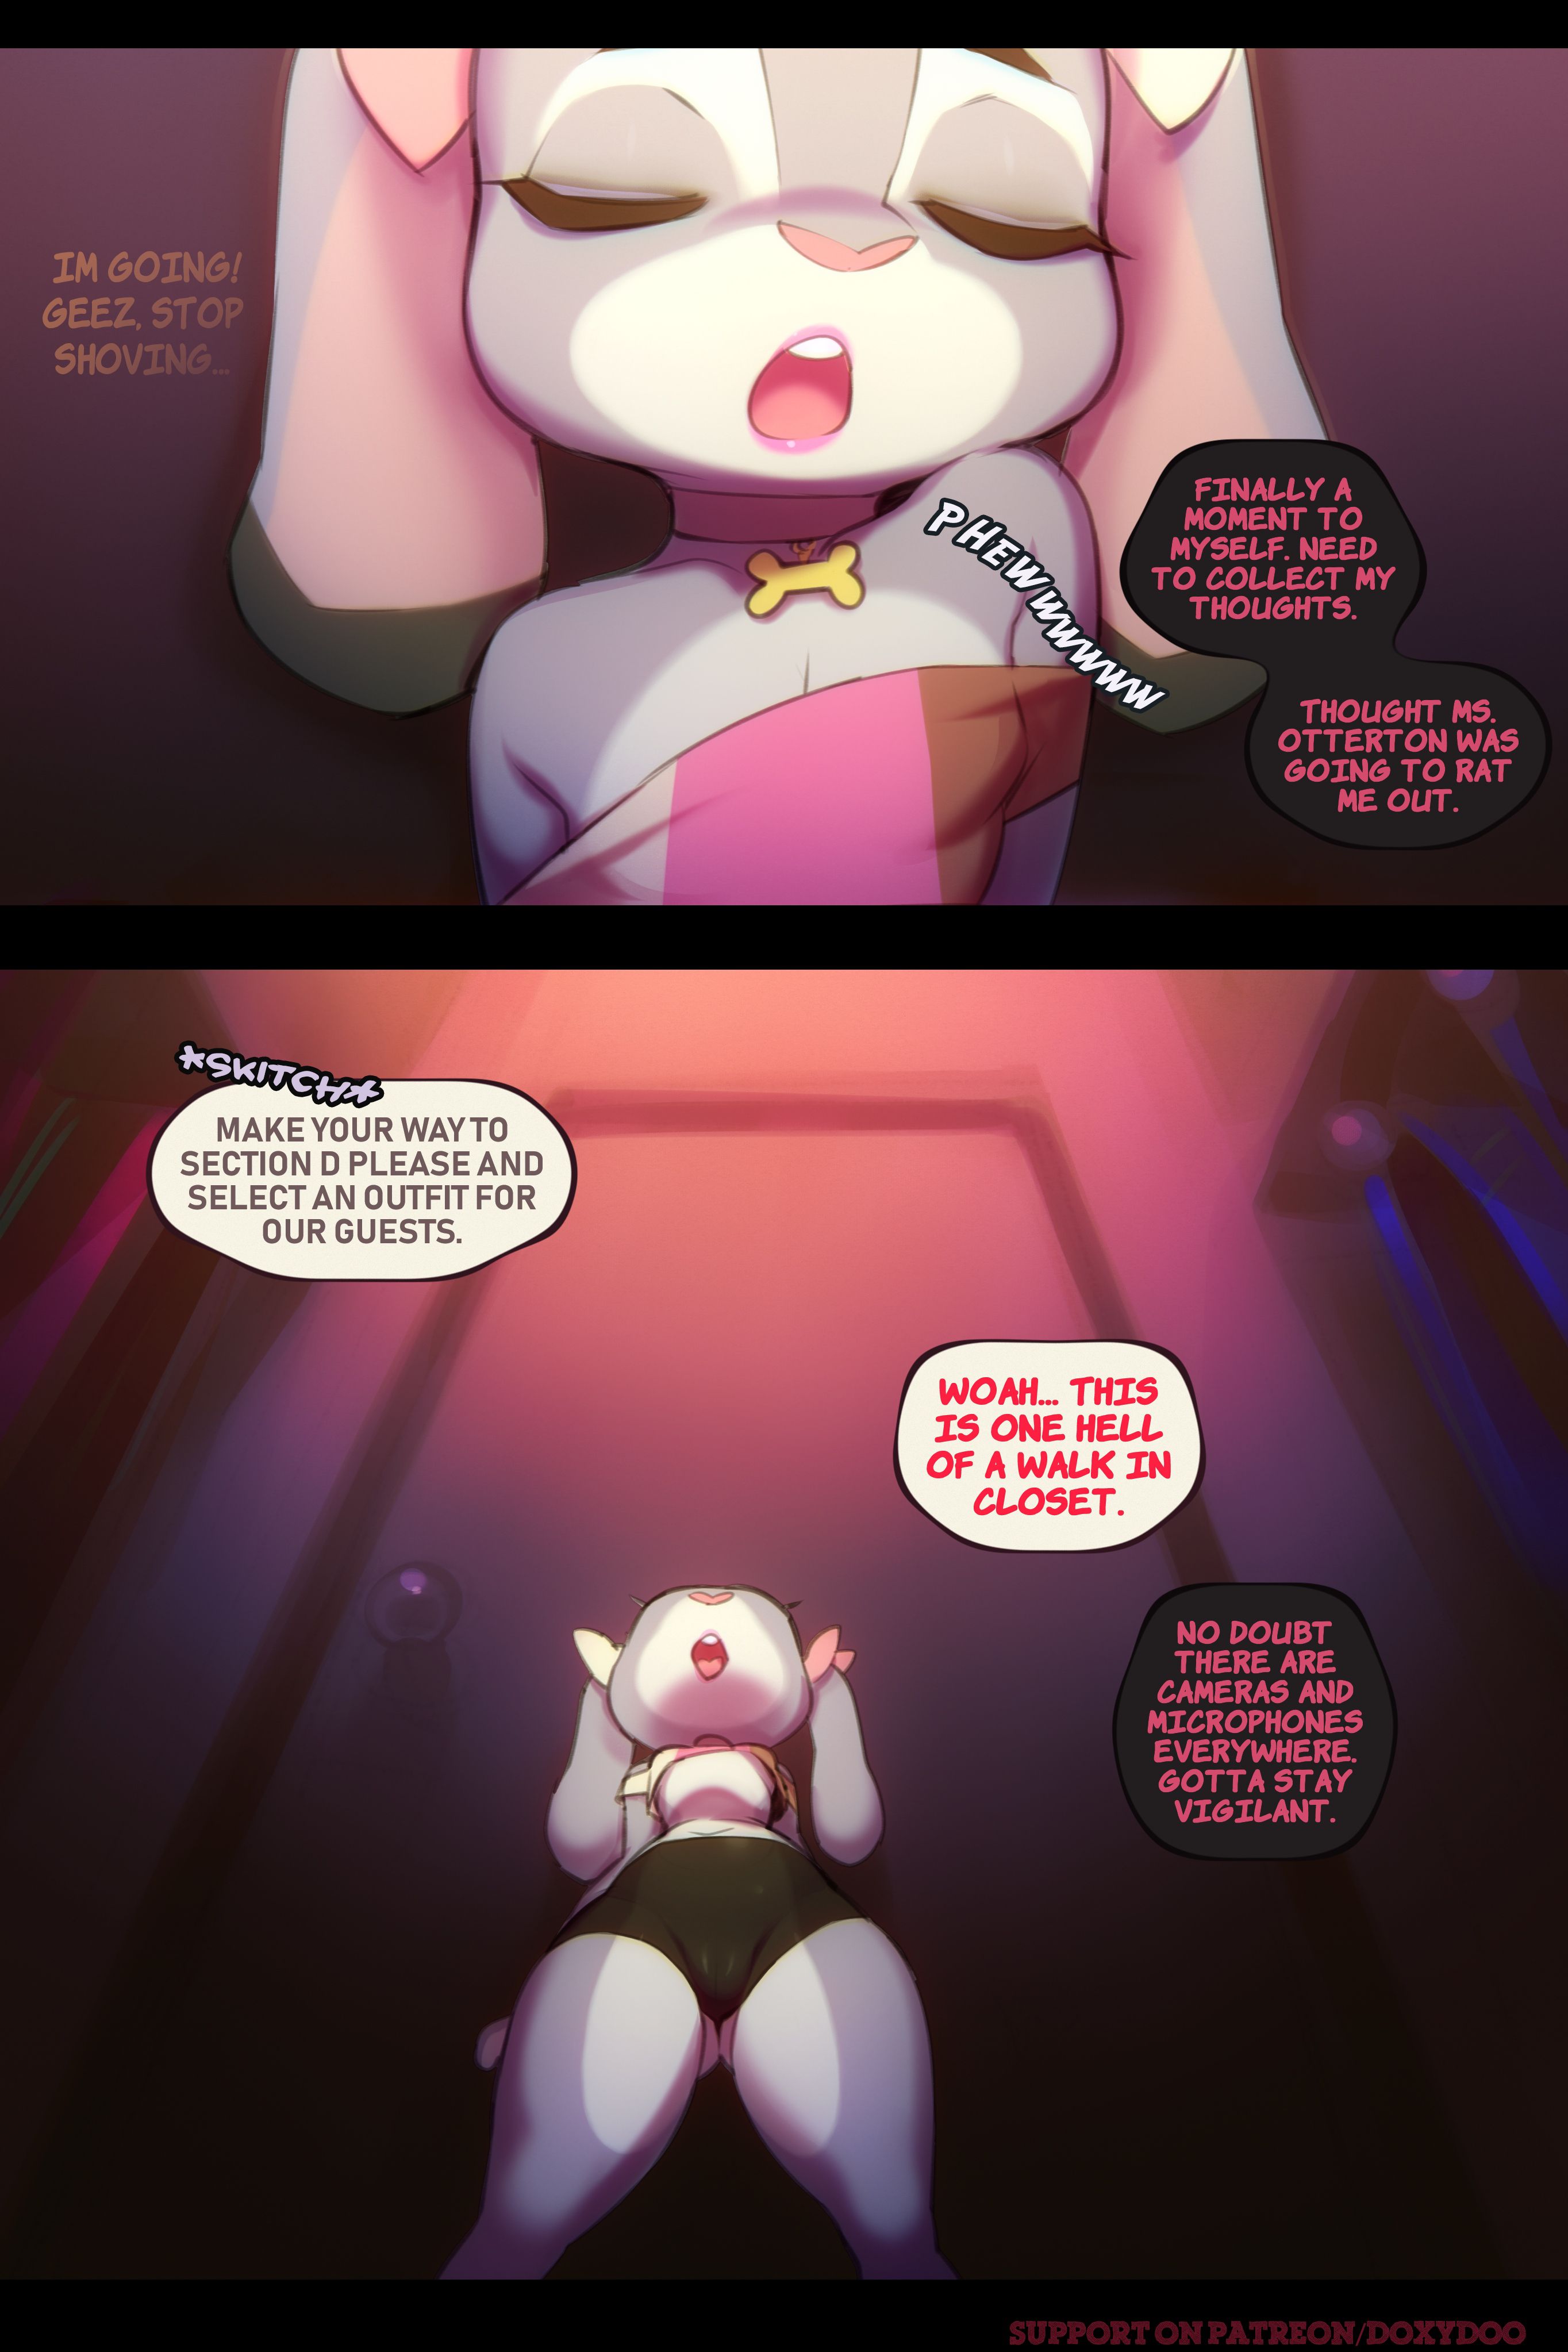 IM GOING!
GEEZ, STOP
SHOVING...
PHEWWWWWW
FINALLY A
MOMENT TO
MYSELF. NEED
TO COLLECT MY
THOUGHTS.
THOUGHT MS.
OTTERTON WAS
GOING TO RAT
ME OUT.
*SKITCH*
MAKE YOUR WAY TO
SECTION D PLEASE AND
SELECT AN OUTFIT FOR
OUR GUESTS.
WOAH... THIS
IS ONE HELL
OF A WALK IN
CLOSET.
NO DOUBT
THERE ARE
CAMERAS AND
MICROPHONES
EVERYWHERE.
GOTTA STAY
VIGILANT.
SUPPORT ON PATREON/DOXYDOO